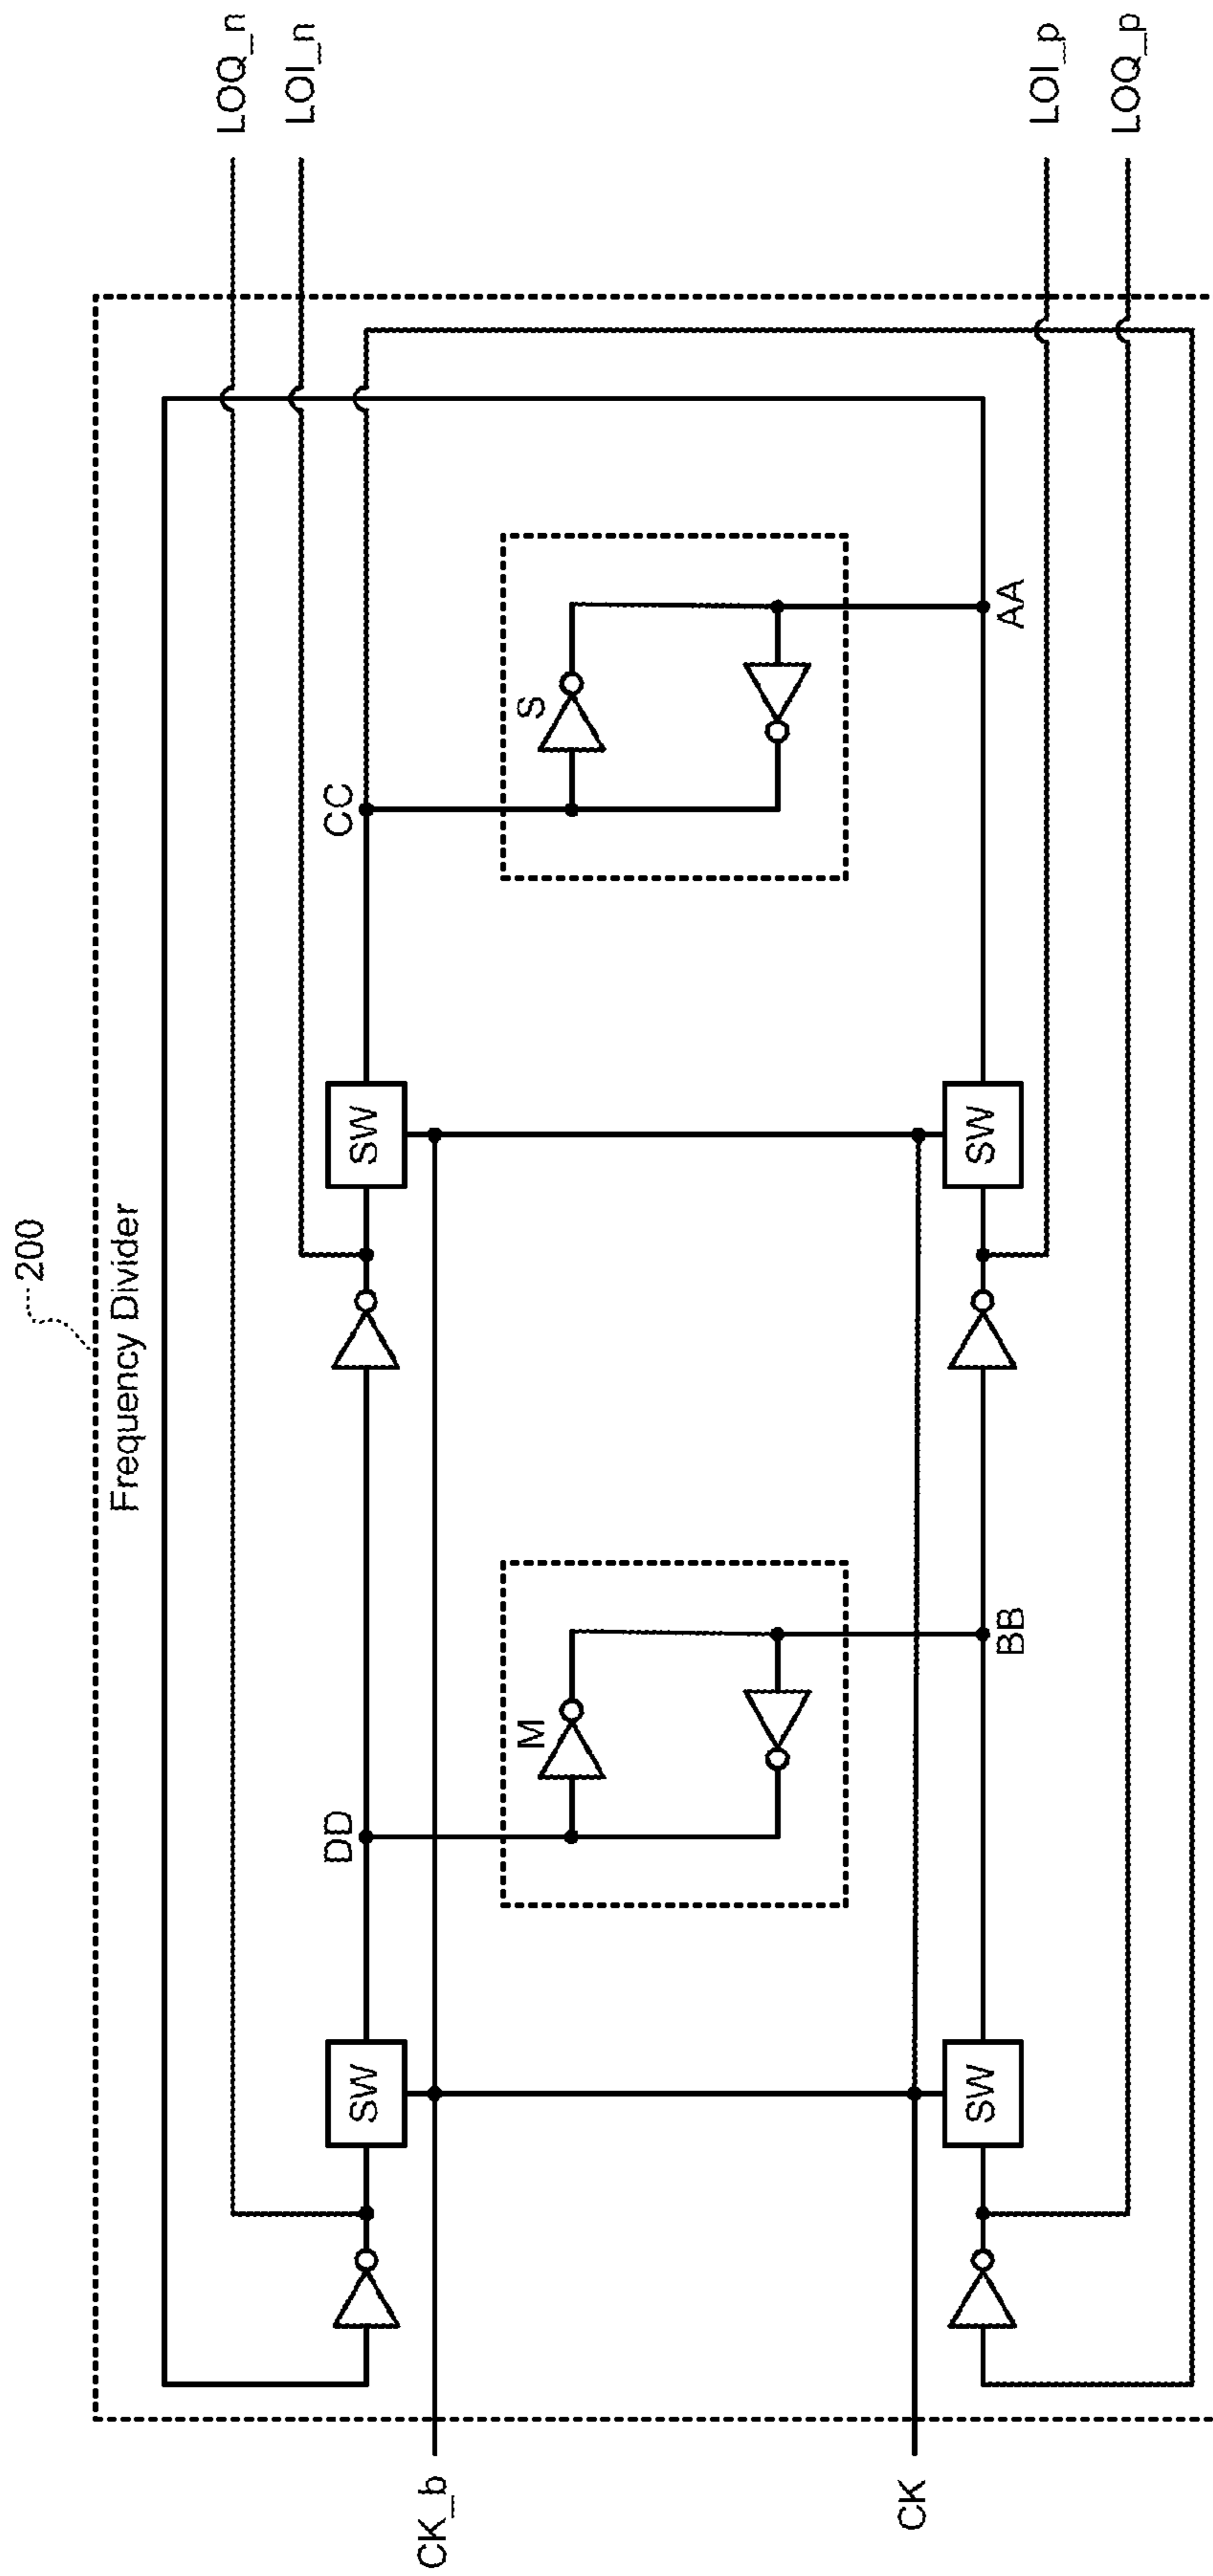 200
Frequency Divider
LOQ_n
LOI_n
LOI_p
LOQ_p
CC
S
AA
SW
SW
DD
M
BB
SW
SW
CK_b
CK